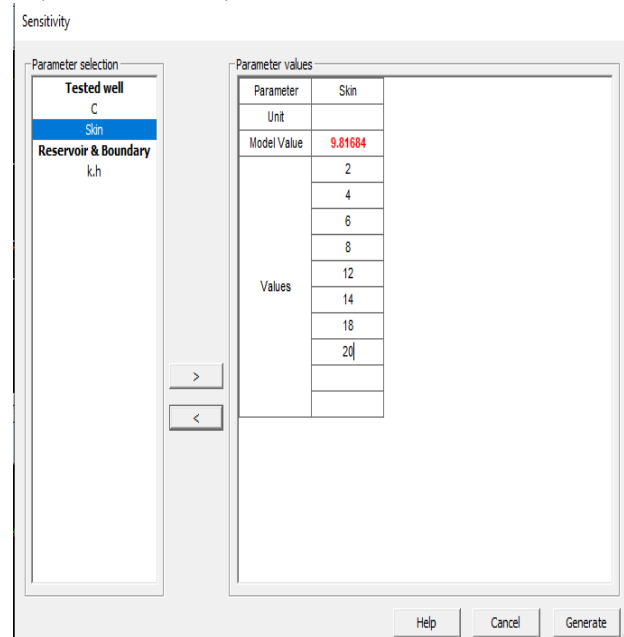 Sensitivity
Parameter selection
Tested well
C
Skin
Reservoir & Boundary
k.h
>
<
Parameter values
Parameter Skin
Unit
Model Value 9.81684
Values
2
4
6
8
12
14
18
20
Help Cancel Generate